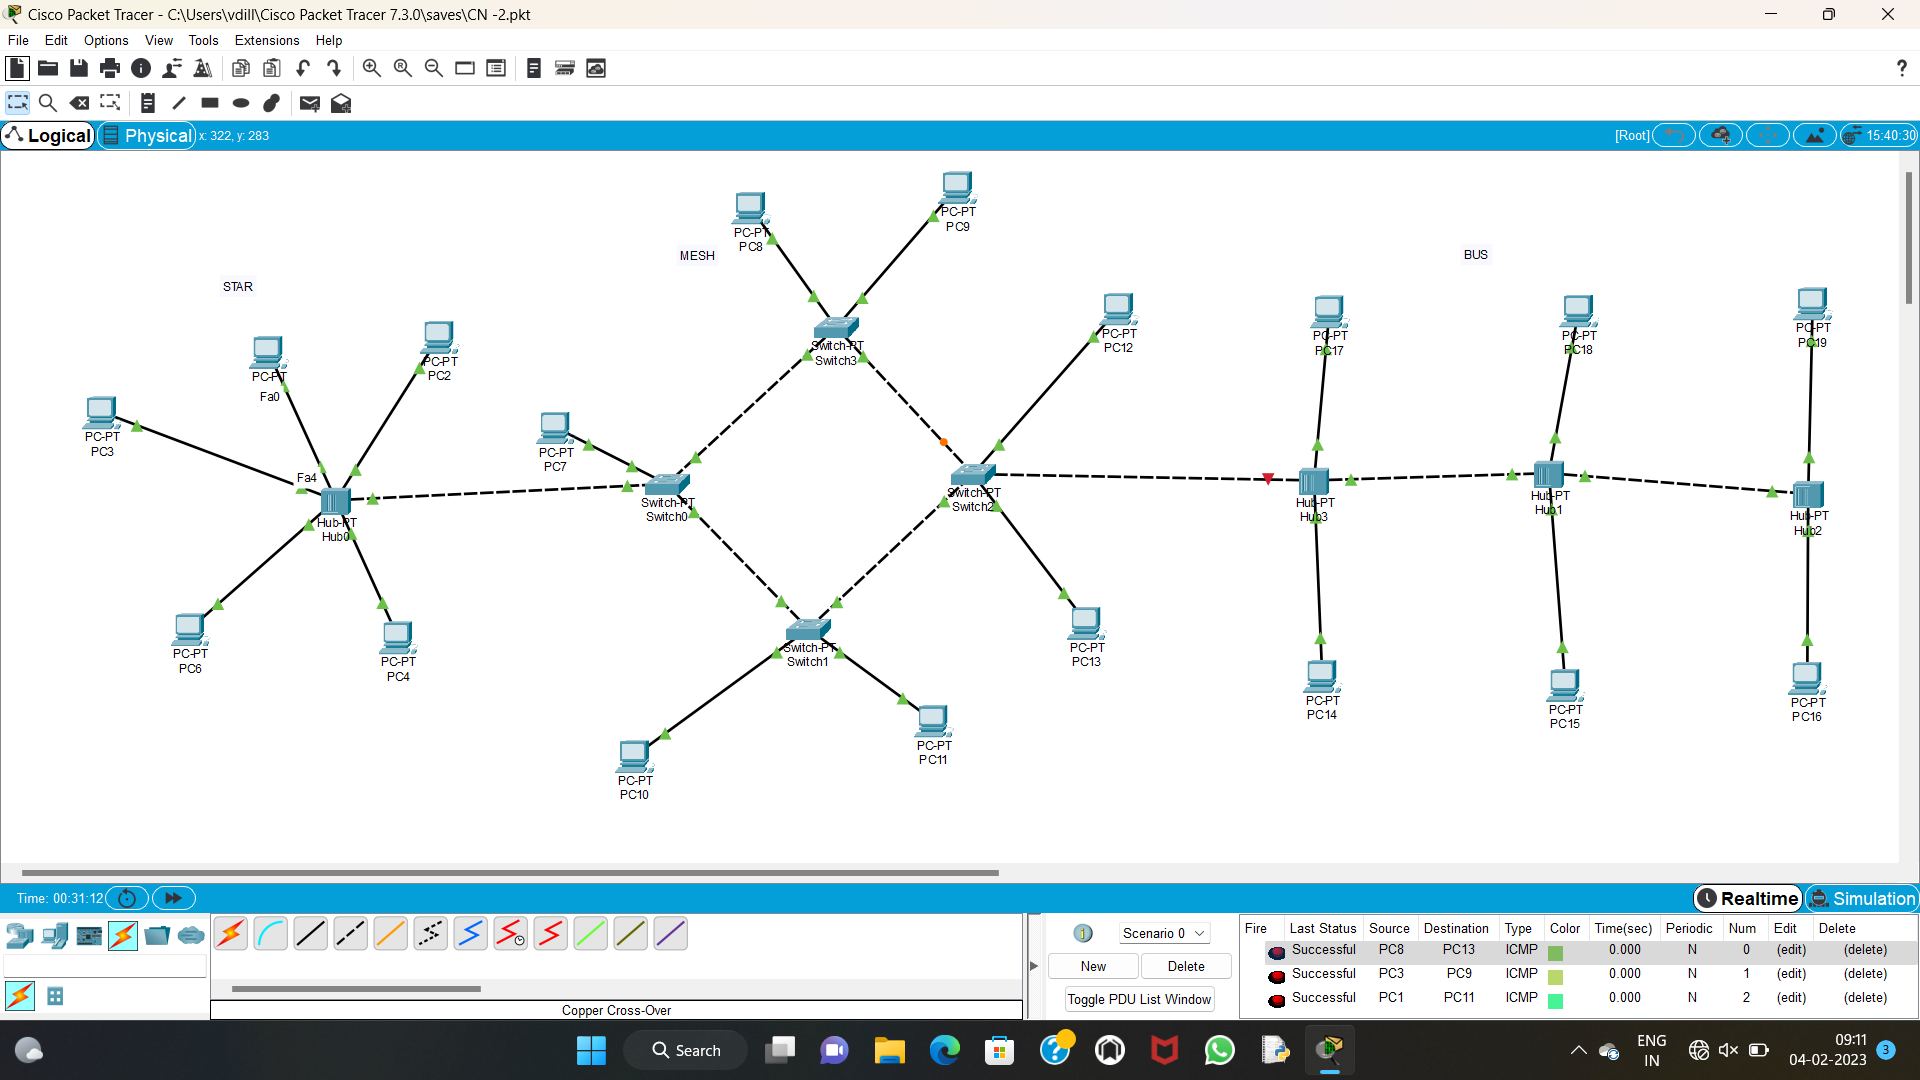 Cisco Packet Tracer - C:\Users\vdill\Cisco Packet Tracer 7.3.0\saves\CN -2.pkt
File Edit Options View Tools Extensions Help
?
Logical Physical x: 322, y: 283 [Root] 15:40:30
PC-PT
PC9
PC-PT
PC8
MESH
BUS
STAR
PC-PT
PC12
PC-PT
PC17
PC-PT
PC18
PC-PT
PC19
Switch-PT
Switch3
PC-PT
PC2
PC-PT
Fa0
PC-PT
PC3
PC-PT
PC7
Fa4
Hub-PT
Hub0
Switch-PT
Switch0
Switch-PT
Switch2
Hub-PT
Hub3
Hub-PT
Hub1
Hub-PT
Hub2
PC-PT
PC6
PC-PT
PC4
Switch-PT
Switch1
PC-PT
PC13
PC-PT
PC14
PC-PT
PC15
PC-PT
PC16
PC-PT
PC11
PC-PT
PC10
Time: 00:31:12 Realtime Simulation
Scenario 0
New Delete
Toggle PDU List Window
Copper Cross-Over
Fire Last Status Source Destination Type Color Time(sec) Periodic Num Edit Delete
Successful PC8 PC13 ICMP 0.000 N 0 (edit) (delete)
Successful PC3 PC9 ICMP 0.000 N 1 (edit) (delete)
Successful PC1 PC11 ICMP 0.000 N 2 (edit) (delete)
Search
ENG
IN
09:11
04-02-2023
3